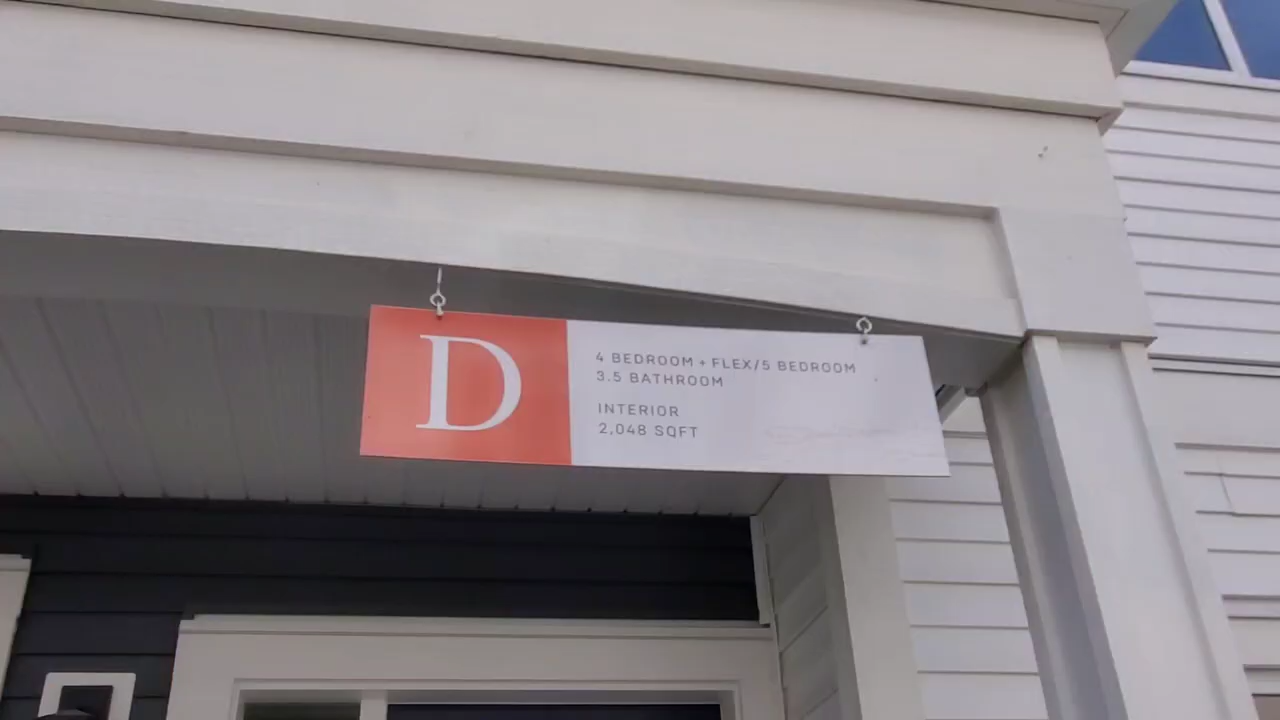 D
4 BEDROOM + FLEX/5 BEDROOM
3.5 BATHROOM
INTERIOR
2,048 SQFT